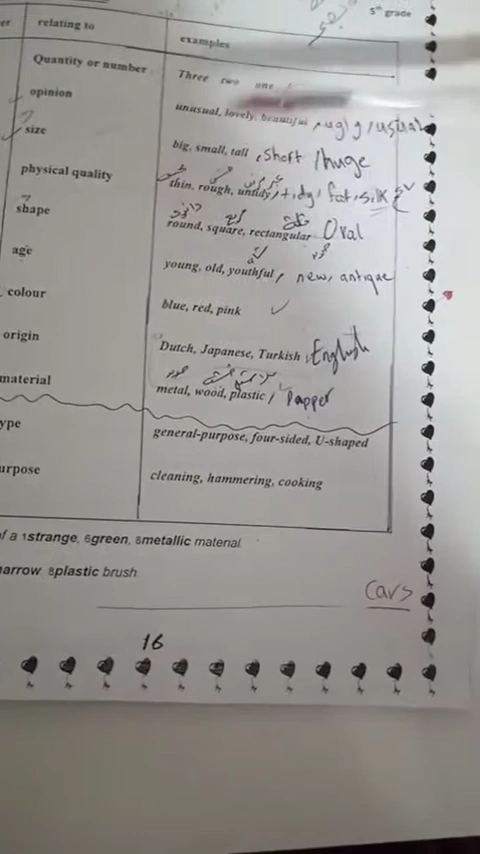 5th grade
er relating to examples
Quantity or number Three two one
opinion unusual, lovely, beautiful, ugly / usual
size big, small, tall, short / huge
physical quality thin, rough, untidy, tidy, fat, silk
shape round, square, rectangular Oval
دائري مربع
age young, old, youthful, new, antique
colour blue, red, pink
origin Dutch, Japanese, Turkish, English
material metal, wood, plastic / Papper
ype general-purpose, four-sided, U-shaped
urpose cleaning, hammering, cooking
of a 1strange, 6green, 8metallic material
arrow 8plastic brush
Cars
16